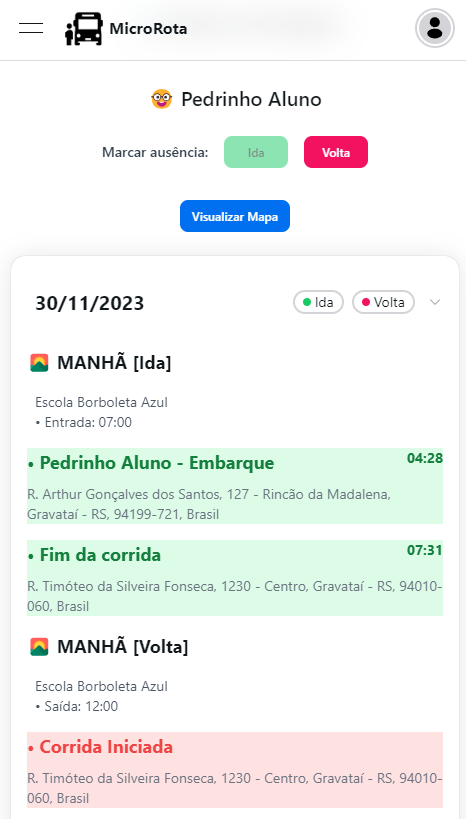 MicroRota
Pedrinho Aluno
Marcar ausência: Ida Volta
Visualizar Mapa
30/11/2023 Ida Volta
MANHÃ [Ida]
Escola Borboleta Azul
• Entrada: 07:00
• Pedrinho Aluno - Embarque 04:28
R. Arthur Gonçalves dos Santos, 127 - Rincão da Madalena,
Gravataí - RS, 94199-721, Brasil
• Fim da corrida 07:31
R. Timóteo da Silveira Fonseca, 1230 - Centro, Gravataí - RS, 94010-
060, Brasil
MANHÃ [Volta]
Escola Borboleta Azul
• Saída: 12:00
• Corrida Iniciada
R. Timóteo da Silveira Fonseca, 1230 - Centro, Gravataí - RS, 94010-
060, Brasil